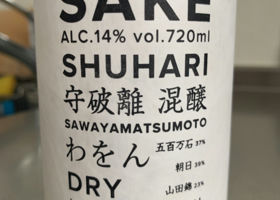 SAKE
ALC.14% vol.720ml
SHUHARI
守破離 混醸
SAWAYAMATSUMOTO
わをん
五百万石 37%
朝日 39%
DRY
山田錦 23%